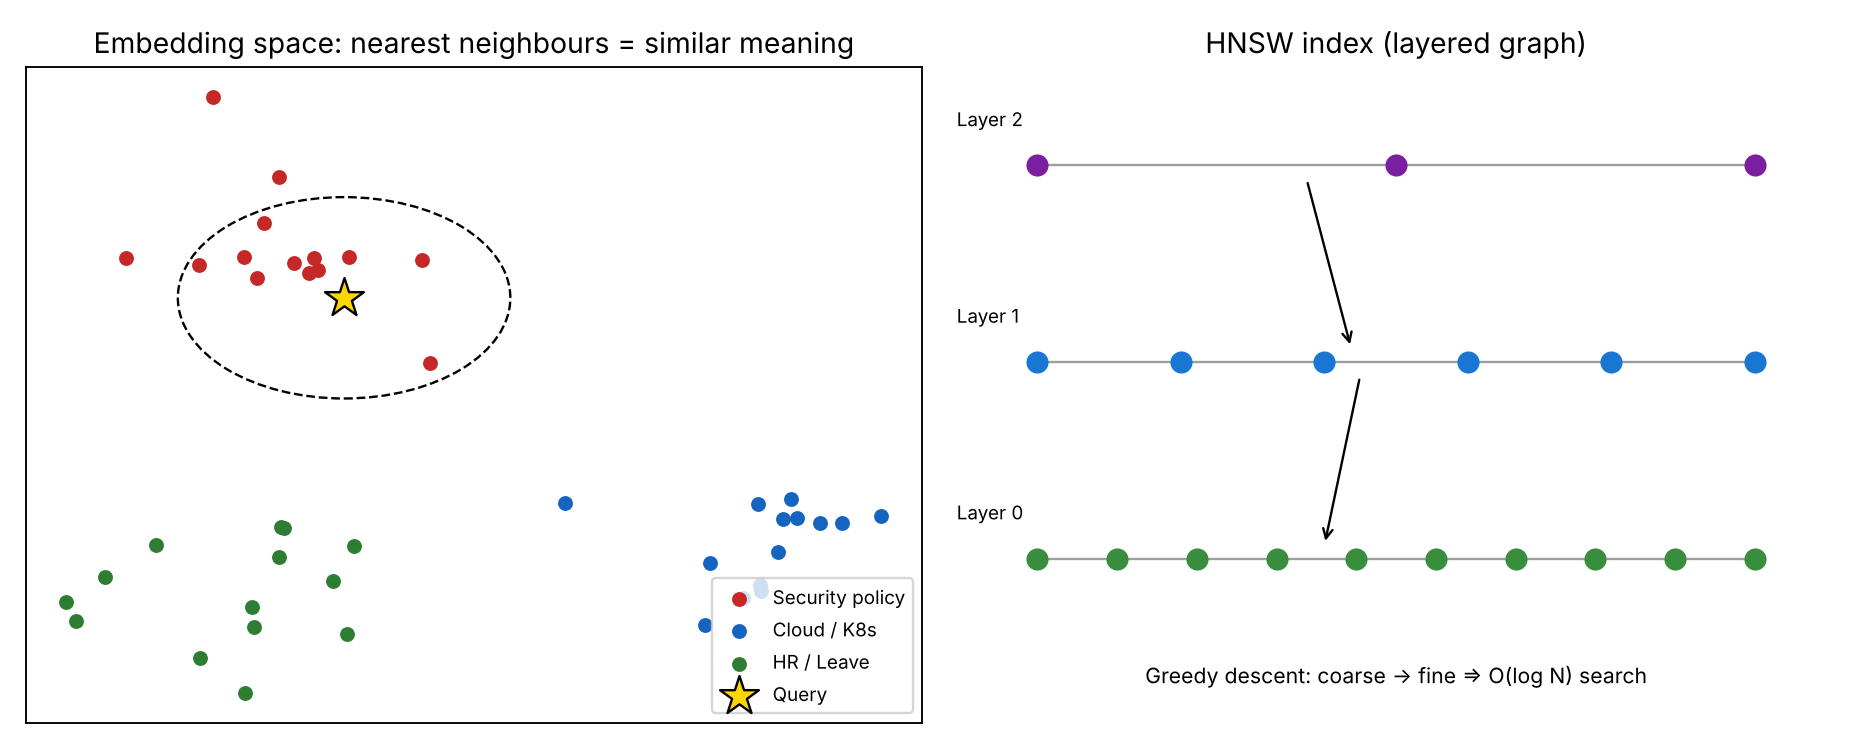 Embedding space: nearest neighbours = similar meaning
Security policy
Cloud / K8s
HR / Leave
Query
HNSW index (layered graph)
Layer 2
Layer 1
Layer 0
Greedy descent: coarse → fine ⇒ O(log N) search